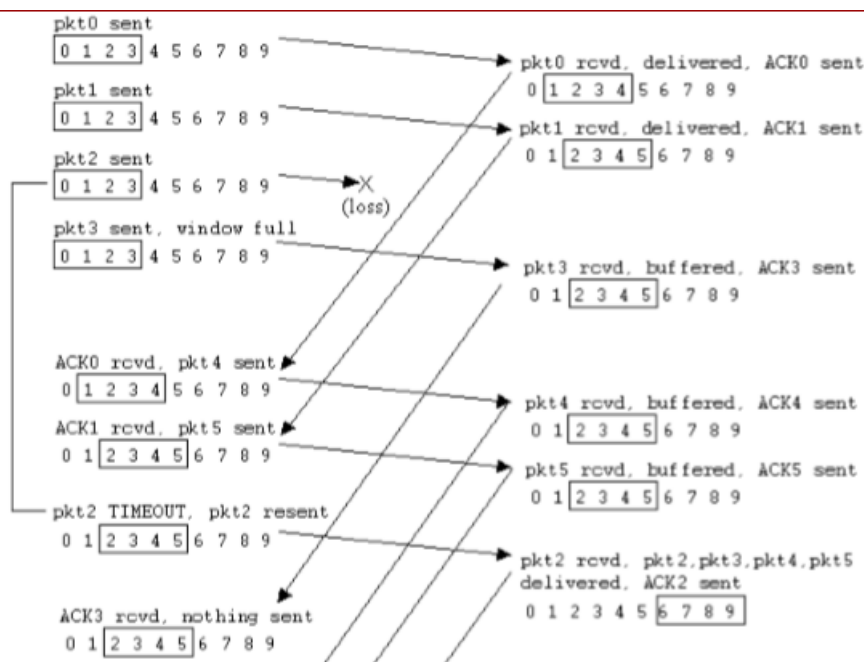 pkt0 sent
0 1 2 3 4 5 6 7 8 9
pkt0 rcvd, delivered, ACK0 sent
0 1 2 3 4 5 6 7 8 9
pkt1 sent
0 1 2 3 4 5 6 7 8 9
pkt1 rcvd, delivered, ACK1 sent
0 1 2 3 4 5 6 7 8 9
pkt2 sent
0 1 2 3 4 5 6 7 8 9
X
(loss)
pkt3 sent, window full
0 1 2 3 4 5 6 7 8 9
pkt3 rcvd, buffered, ACK3 sent
0 1 2 3 4 5 6 7 8 9
ACK0 rcvd, pkt4 sent
0 1 2 3 4 5 6 7 8 9
pkt4 rcvd, buffered, ACK4 sent
0 1 2 3 4 5 6 7 8 9
ACK1 rcvd, pkt5 sent
0 1 2 3 4 5 6 7 8 9
pkt5 rcvd, buffered, ACK5 sent
0 1 2 3 4 5 6 7 8 9
pkt2 TIMEOUT, pkt2 resent
0 1 2 3 4 5 6 7 8 9
pkt2 rcvd, pkt2,pkt3,pkt4,pkt5
delivered, ACK2 sent
0 1 2 3 4 5 6 7 8 9
ACK3 rcvd, nothing sent
0 1 2 3 4 5 6 7 8 9